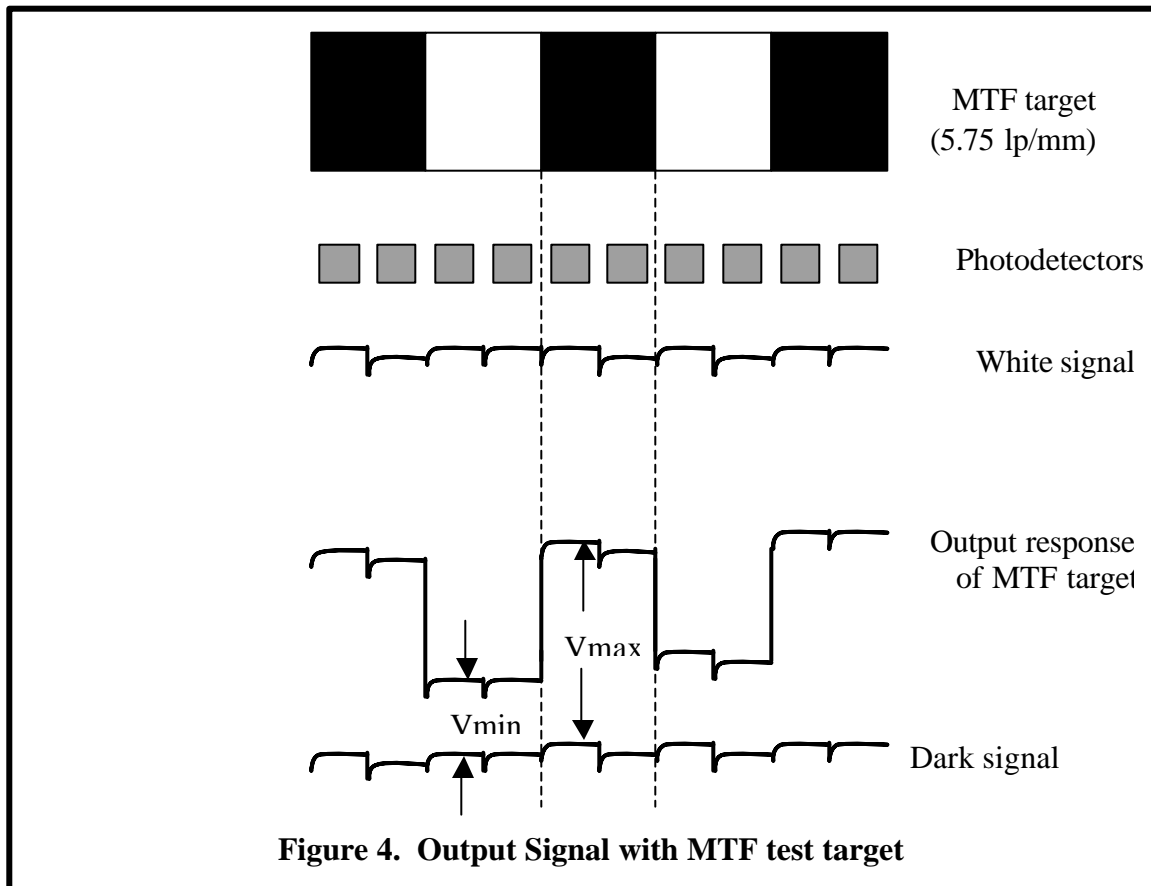 MTF target
(5.75 lp/mm)
Photodetectors
White signal
Output response
of MTF target
Vmax
Vmin
Dark signal
Figure 4. Output Signal with MTF test target